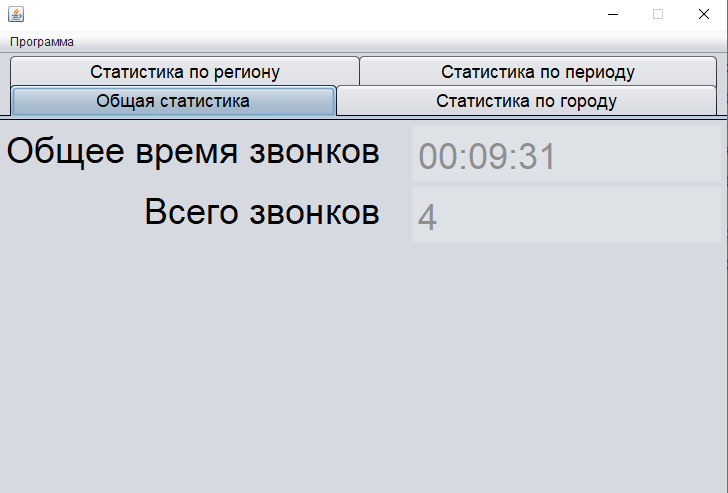 Программа
Статистика по региону
Статистика по периоду
Общая статистика
Статистика по городу
Общее время звонков
00:09:31
Всего звонков
4